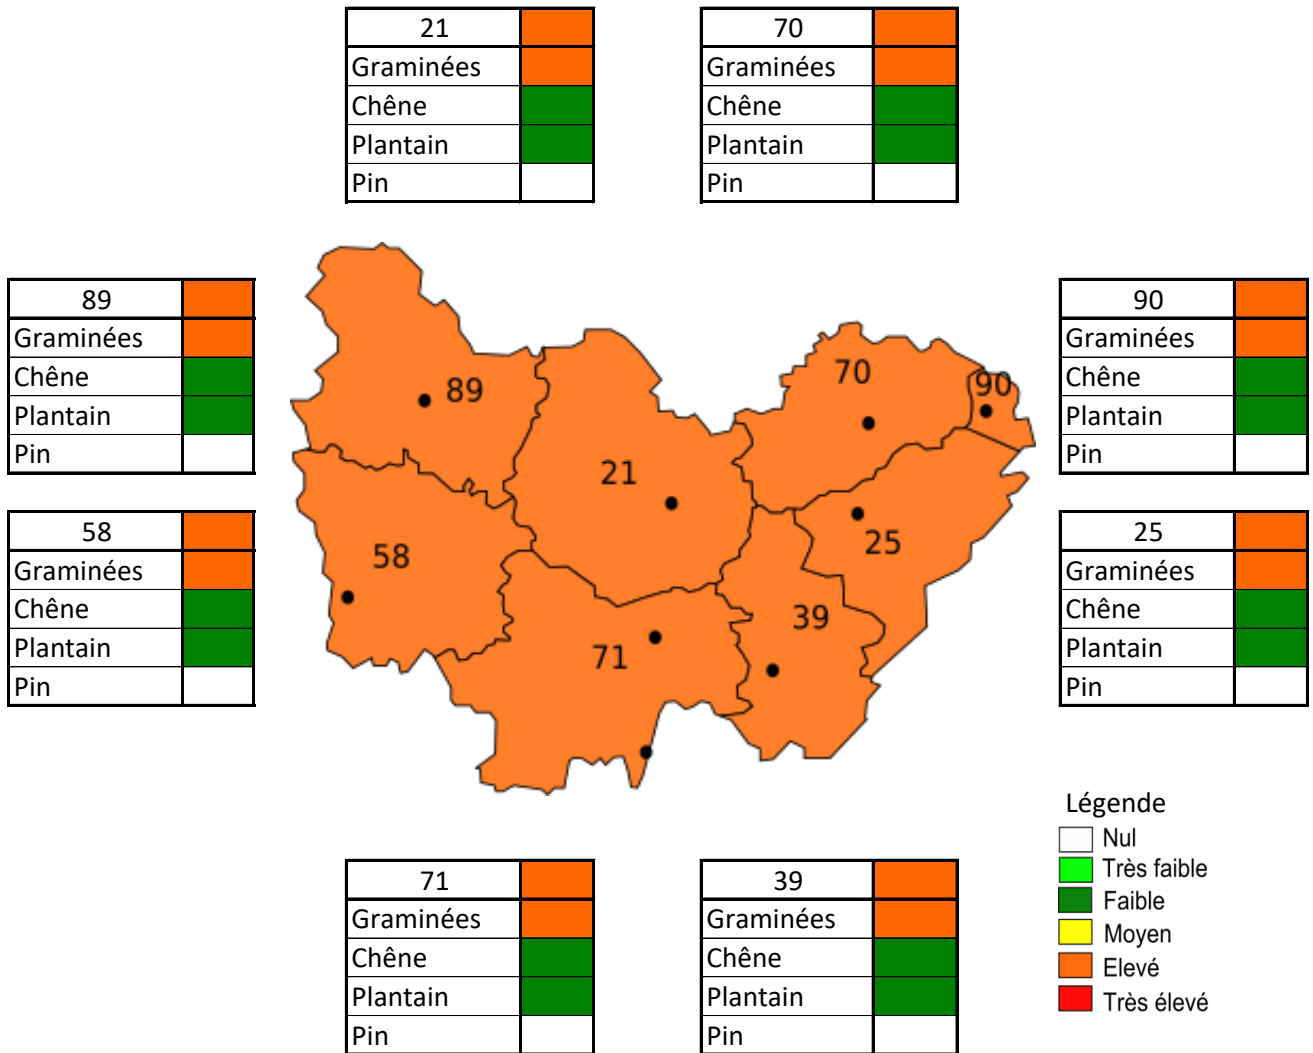 21
Graminées
Chêne
Plantain
Pin
70
Graminées
Chêne
Plantain
Pin
89
Graminées
Chêne
Plantain
Pin
58
Graminées
Chêne
Plantain
Pin
89
70
90
21
58
25
39
71
90
Graminées
Chêne
Plantain
Pin
25
Graminées
Chêne
Plantain
Pin
71
Graminées
Chêne
Plantain
Pin
39
Graminées
Chêne
Plantain
Pin
Légende
Nul
Très faible
Faible
Moyen
Elevé
Très élevé